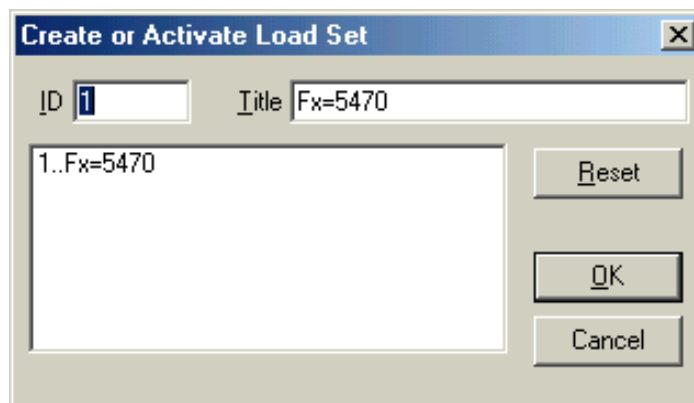 Create or Activate Load Set
ID 1 Title Fx=5470
1..Fx=5470
Reset
OK
Cancel